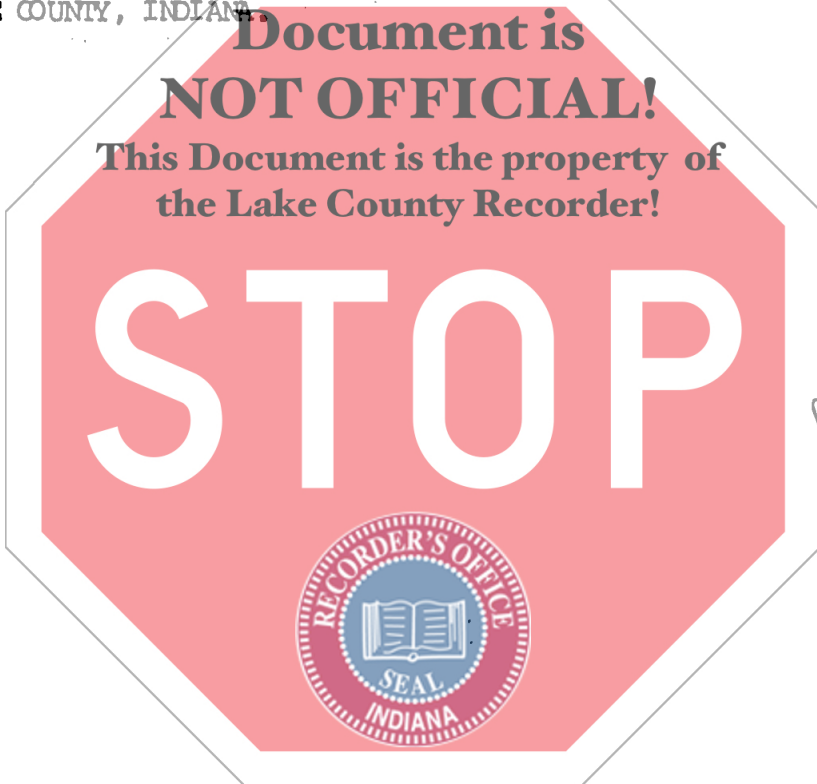 COUNTY, INDIANA.
Document is
NOT OFFICIAL!
This Document is the property of
the Lake County Recorder!
STOP
RECORDER'S OFFICE
SEAL
INDIANA